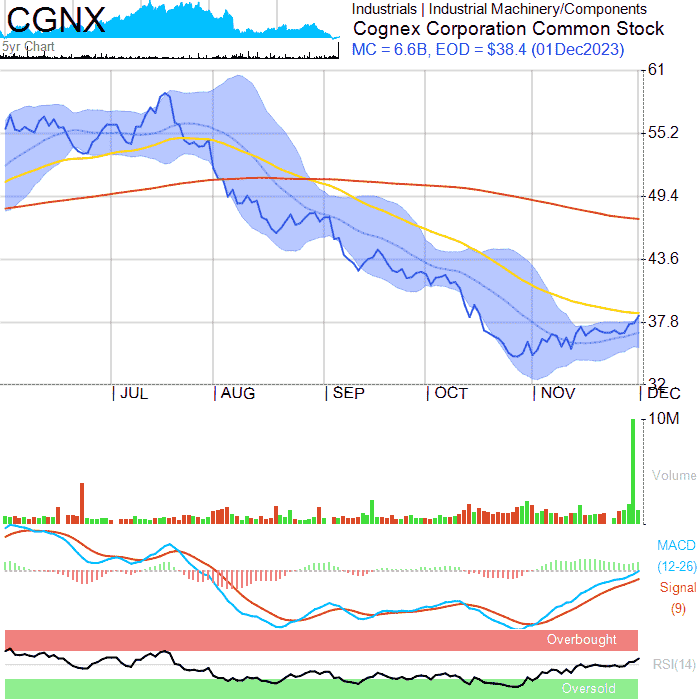 CGNX
5yr Chart
Industrials | Industrial Machinery/Components
Cognex Corporation Common Stock
MC = 6.6B, EOD = $38.4 (01Dec2023)
61
55.2
49.4
43.6
37.8
32
JUL AUG SEP OCT NOV DEC
10M
Volume
MACD
(12-26)
Signal
(9)
Overbought
RSI(14)
Oversold